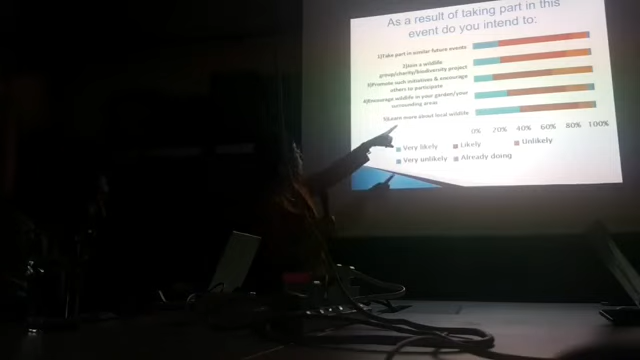 As a result of taking part in this
event do you intend to:
1)Take part in similar future events
2)Join a wildlife
group/charity/biodiversity project
3)Promote such initiatives & encourage
others to participate
4)Encourage wildlife in your garden/your
surrounding areas
5)Learn more about local wildlife
0% 20% 40% 60% 80% 100%
Very likely Likely Unlikely
Very unlikely Already doing